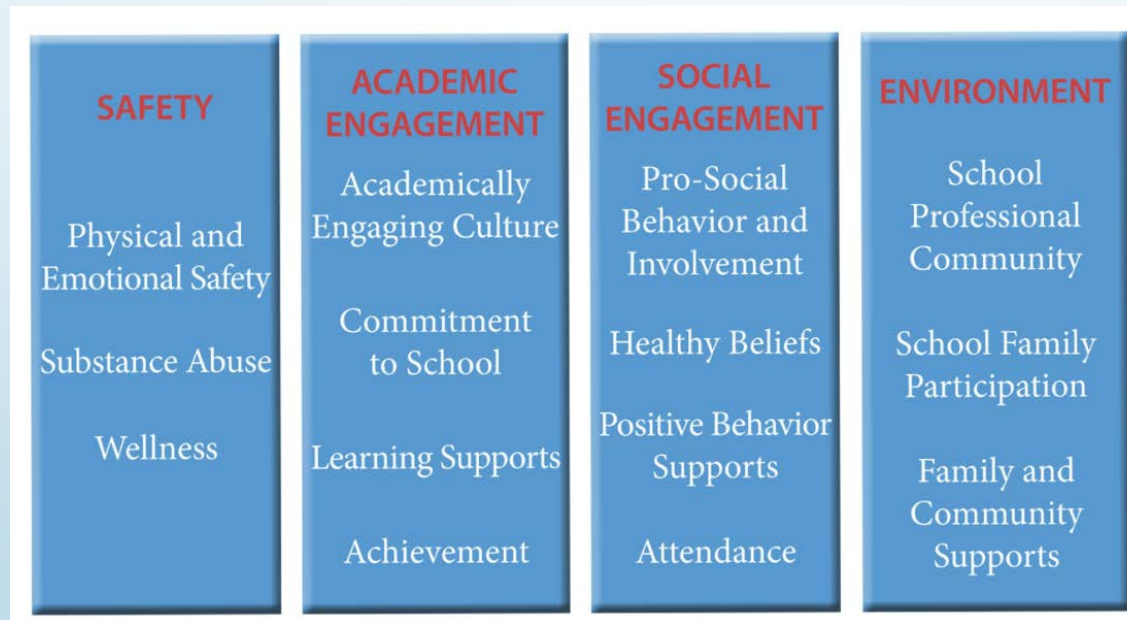 SAFETY
Physical and
Emotional Safety
Substance Abuse
Wellness
ACADEMIC
ENGAGEMENT
Academically
Engaging Culture
Commitment
to School
Learning Supports
Achievement
SOCIAL
ENGAGEMENT
Pro-Social
Behavior and
Involvement
Healthy Beliefs
Positive Behavior
Supports
Attendance
ENVIRONMENT
School
Professional
Community
School Family
Participation
Family and
Community
Supports